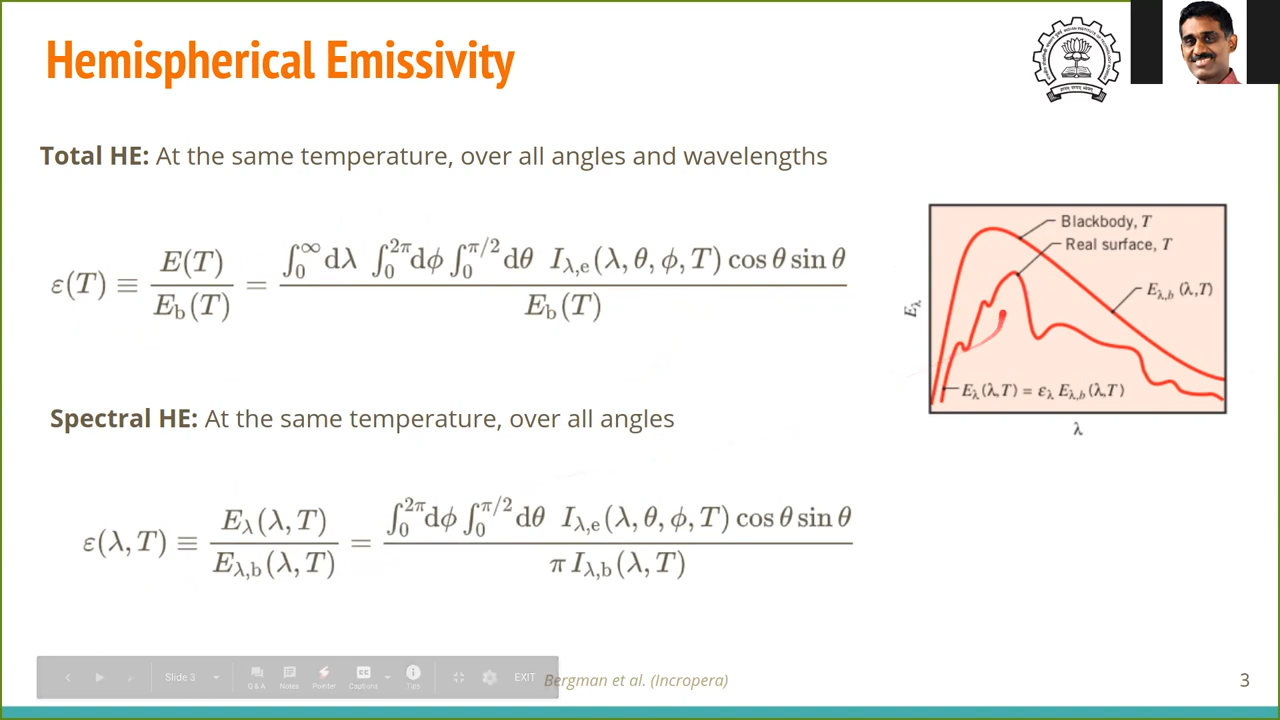 Hemispherical Emissivity
Total HE: At the same temperature, over all angles and wavelengths
ε(T) ≡ E(T) / E_b(T) = ∫_0^∞ dλ ∫_0^{2π} dϕ ∫_0^{π/2} dθ I_{λ,e}(λ, θ, ϕ, T) cos θ sin θ / E_b(T)
Blackbody, T
Real surface, T
E_{λ,b} (λ,T)
E_λ
E_λ (λ,T) = ε_λ E_{λ,b} (λ,T)
λ
Spectral HE: At the same temperature, over all angles
ε(λ, T) ≡ E_λ(λ, T) / E_{λ,b}(λ, T) = ∫_0^{2π} dϕ ∫_0^{π/2} dθ I_{λ,e}(λ, θ, ϕ, T) cos θ sin θ / π I_{λ,b}(λ, T)
Slide 3
Q & A
Notes
Pointer
CC
Captions
Tips
EXIT
Bergman et al. (Incropera)
3